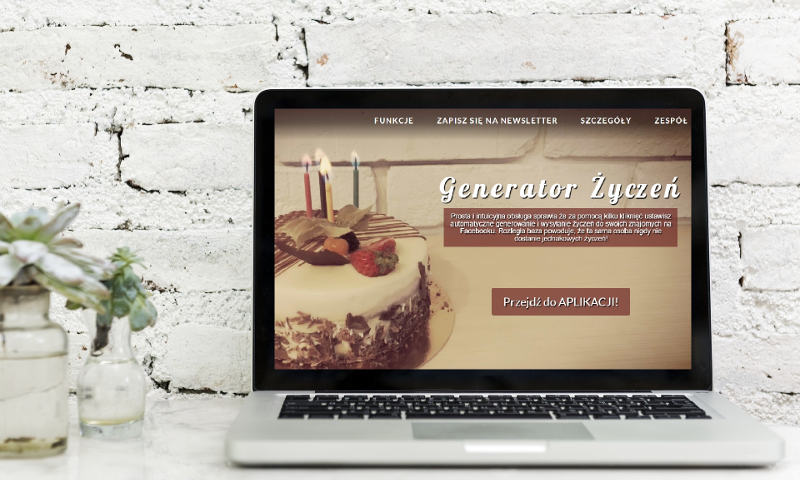 FUNKCJE ZAPISZ SIĘ NA NEWSLETTER SZCZEGÓŁY ZESPÓŁ
Generator Życzeń
Prosta i intuicyjna obsługa sprawia że za pomocą kilku kliknięć ustawisz
automatyczne generowanie i wysyłanie życzeń do swoich znajomych na
Facebooku. Rozległa baza powoduje, że ta sama osoba nigdy nie
dostanie jednakowych życzeń!
Przejdź do APLIKACJI!